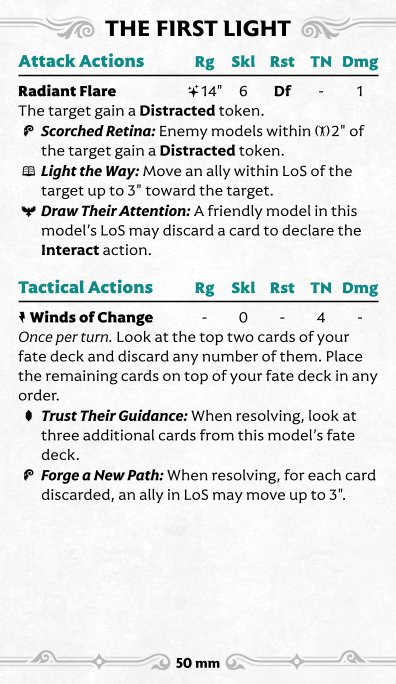 THE FIRST LIGHT
Attack Actions Rg Skl Rst TN Dmg
Radiant Flare 14" 6 Df - 1
The target gain a Distracted token.
Scorched Retina: Enemy models within 2" of
the target gain a Distracted token.
Light the Way: Move an ally within LoS of the
target up to 3" toward the target.
Draw Their Attention: A friendly model in this
model's LoS may discard a card to declare the
Interact action.
Tactical Actions Rg Skl Rst TN Dmg
Winds of Change - 0 - 4 -
Once per turn. Look at the top two cards of your
fate deck and discard any number of them. Place
the remaining cards on top of your fate deck in any
order.
Trust Their Guidance: When resolving, look at
three additional cards from this model's fate
deck.
Forge a New Path: When resolving, for each card
discarded, an ally in LoS may move up to 3".
50 mm